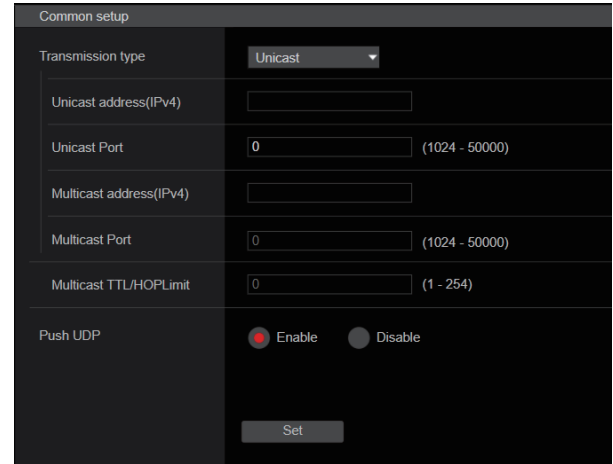 Common setup
Transmission type Unicast
Unicast address(IPv4)
Unicast Port 0 (1024 - 50000)
Multicast address(IPv4)
Multicast Port 0 (1024 - 50000)
Multicast TTL/HOPLimit 0 (1 - 254)
Push UDP Enable Disable
Set